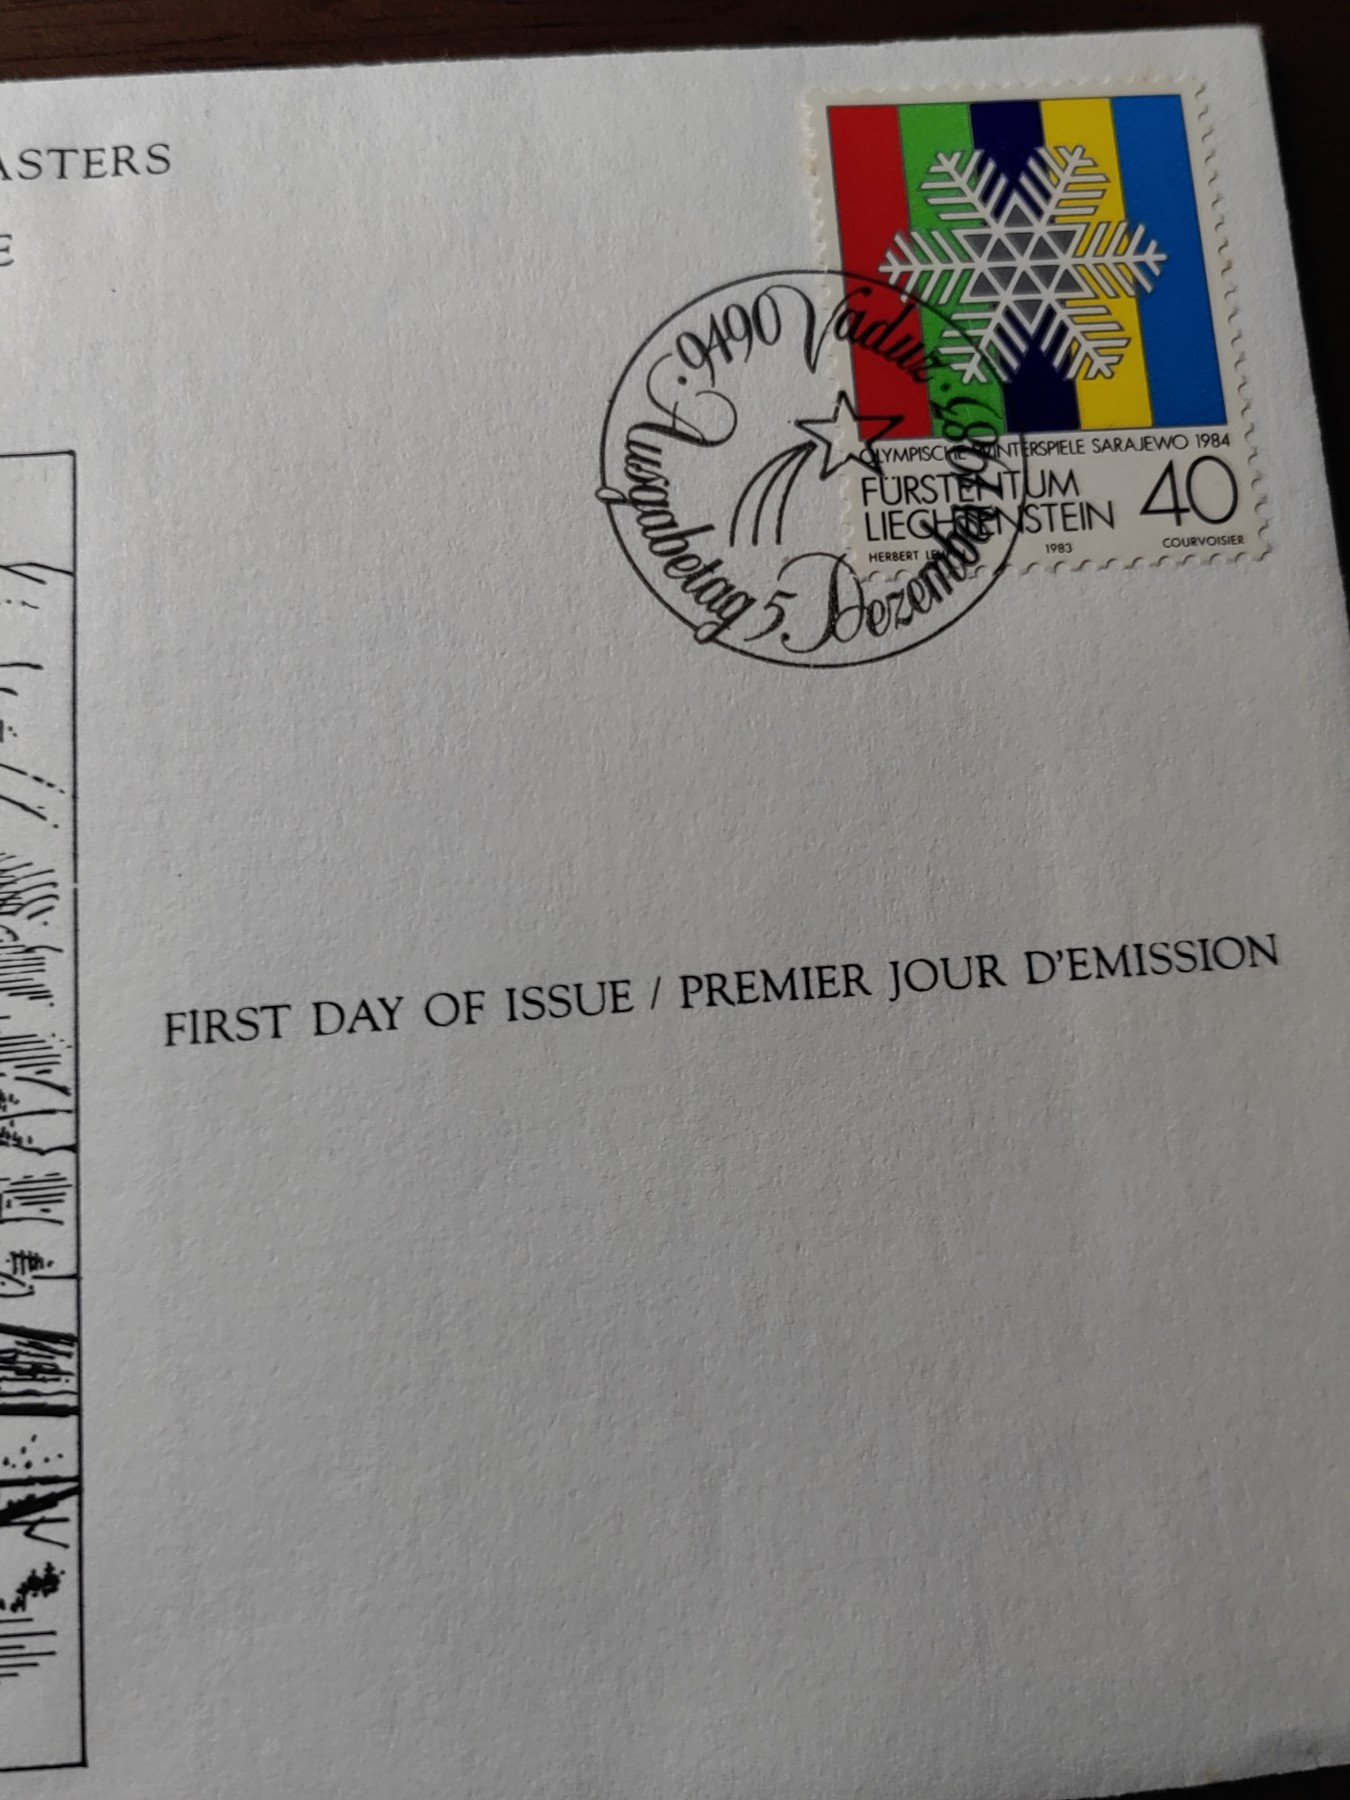 ASTERS
E
9490 Vaduz
Ausgabetag 5. Dezember 1983
OLYMPISCHE WINTERSPIELE SARAJEWO 1984
FÜRSTENTUM
LIECHTENSTEIN 40
HERBERT 1983 COURVOISIER
FIRST DAY OF ISSUE / PREMIER JOUR D'EMISSION